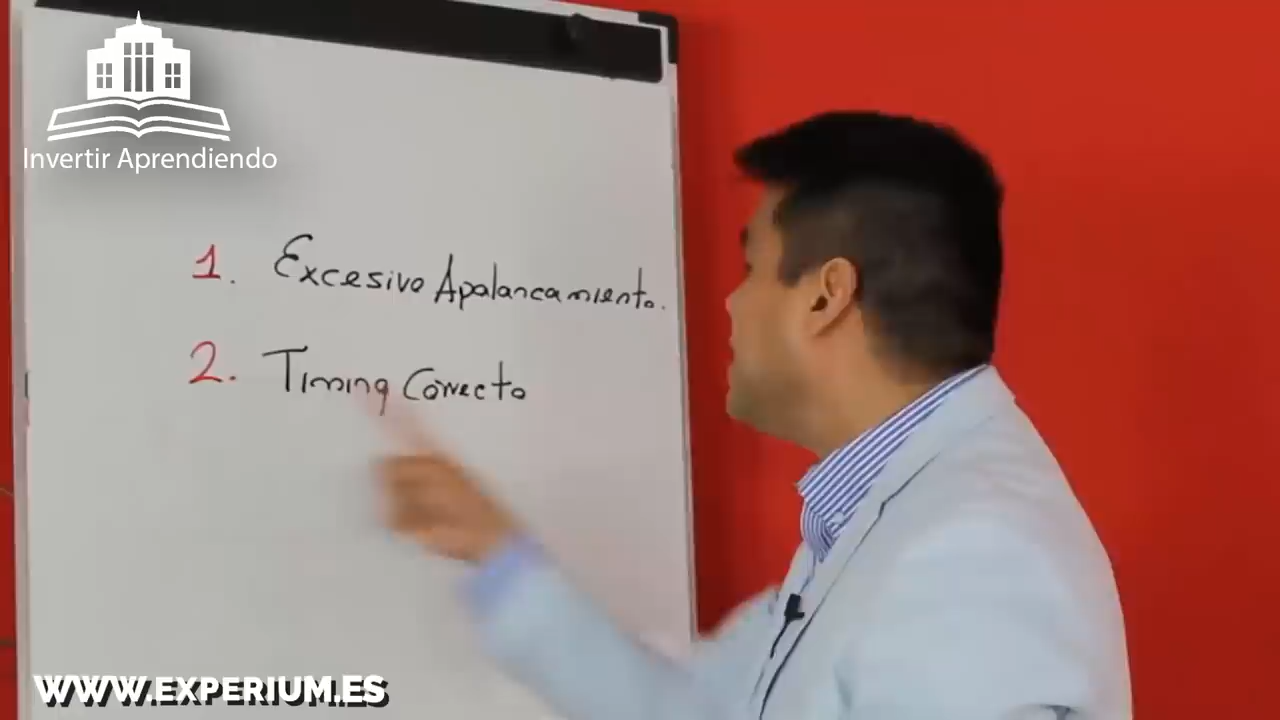 Invertir Aprendiendo
1. Excesivo Apalancamiento.
2. Timing Correcto
WWW.EXPERIUM.ES